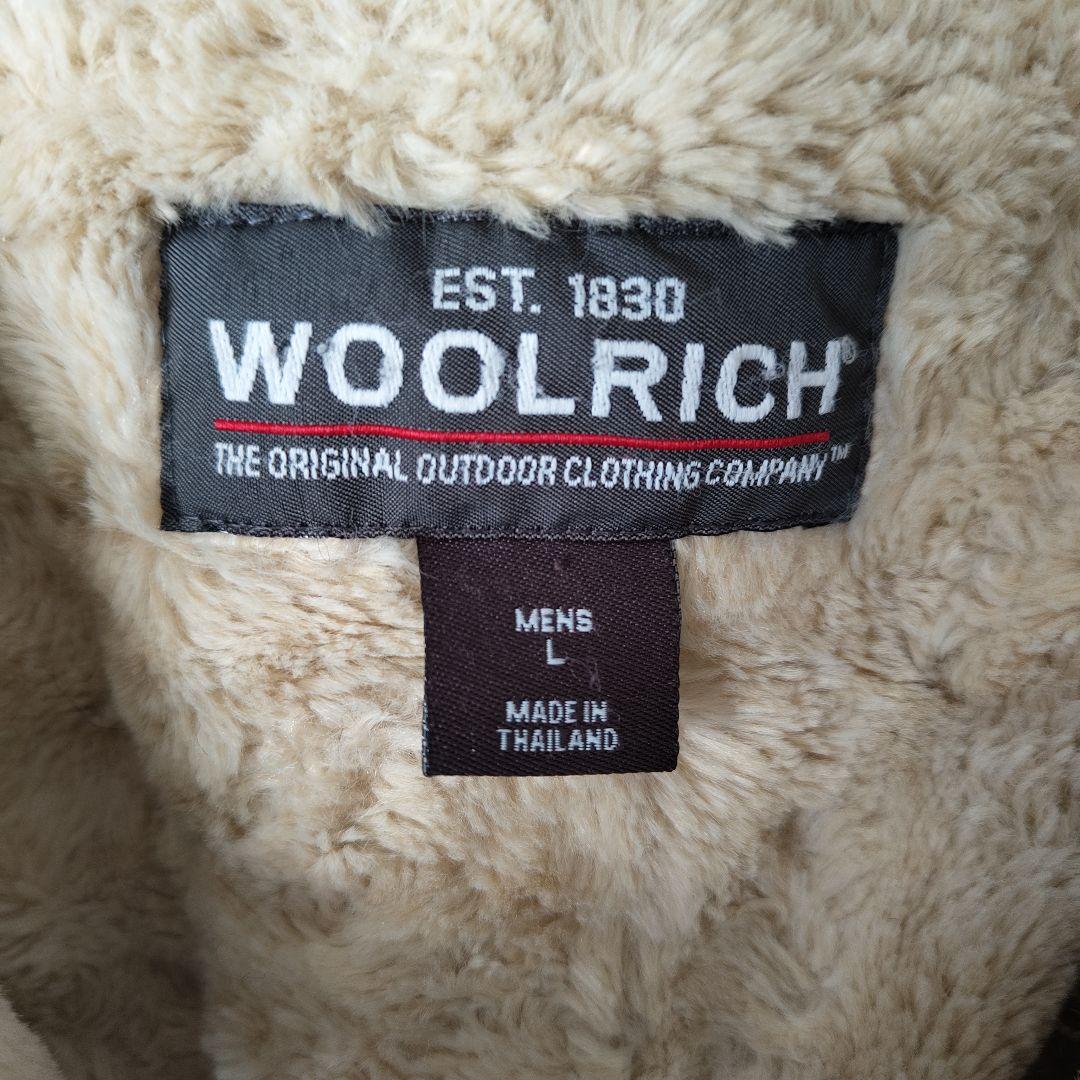 EST. 1830
WOOLRICH®
THE ORIGINAL OUTDOOR CLOTHING COMPANY™
MENS
L
MADE IN
THAILAND